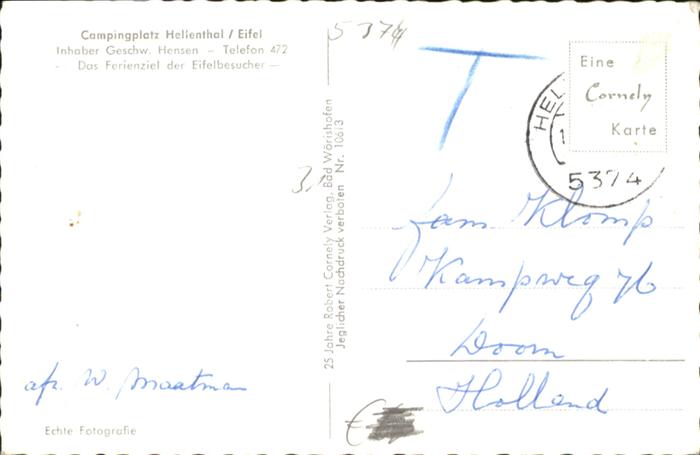 Campingplatz Hellenthal / Eifel
Inhaber Geschw. Hensen – Telefon 472
- Das Ferienziel der Eifelbesucher —
5374
T
Eine
Cornely
Karte
HEL
5374
25 Jahre Robert Cornely Verlag, Bad Wörishofen
Jeglicher Nachdruck verboten Nr. 10613
fam Klomp
Kampweg 76
Doorn
Holland
afz. W. Maatman
Echte Fotografie
€